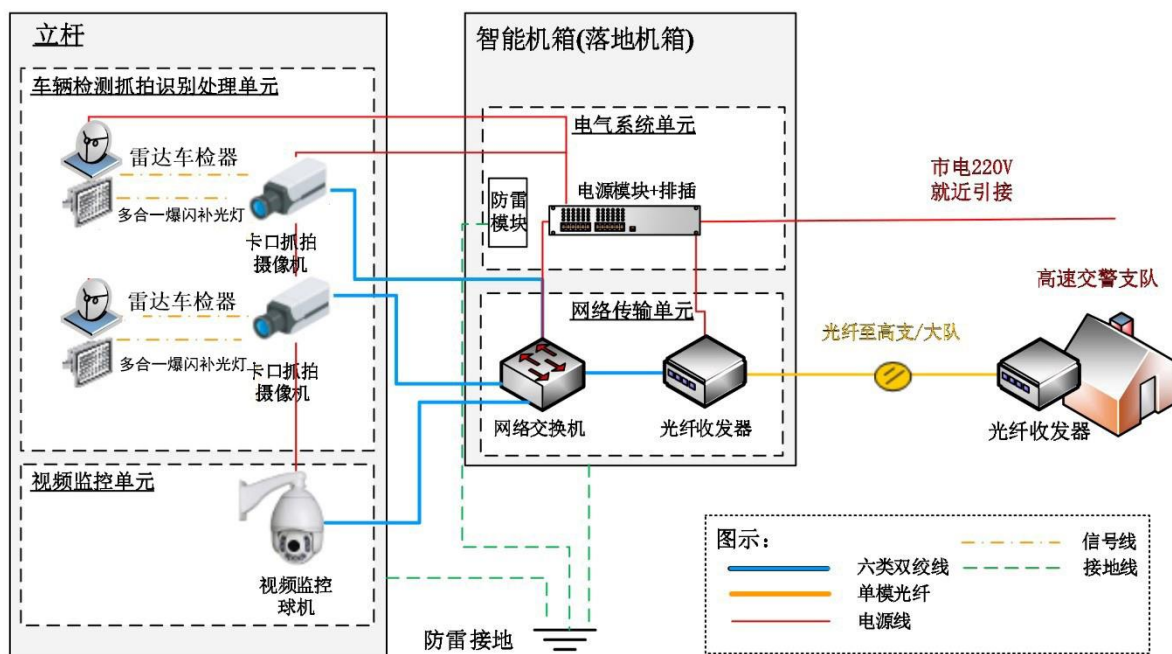 立杆
车辆检测抓拍识别处理单元
雷达车检器
多合一爆闪补光灯
卡口抓拍
摄像机
雷达车检器
多合一爆闪补光灯
卡口抓拍
摄像机
视频监控单元
视频监控
球机
智能机箱(落地机箱)
电气系统单元
防雷
模块
电源模块+排插
网络传输单元
网络交换机
光纤收发器
市电220V
就近引接
高速交警支队
光纤至高支/大队
光纤收发器
防雷接地
图示：
信号线
六类双绞线
接地线
单模光纤
电源线